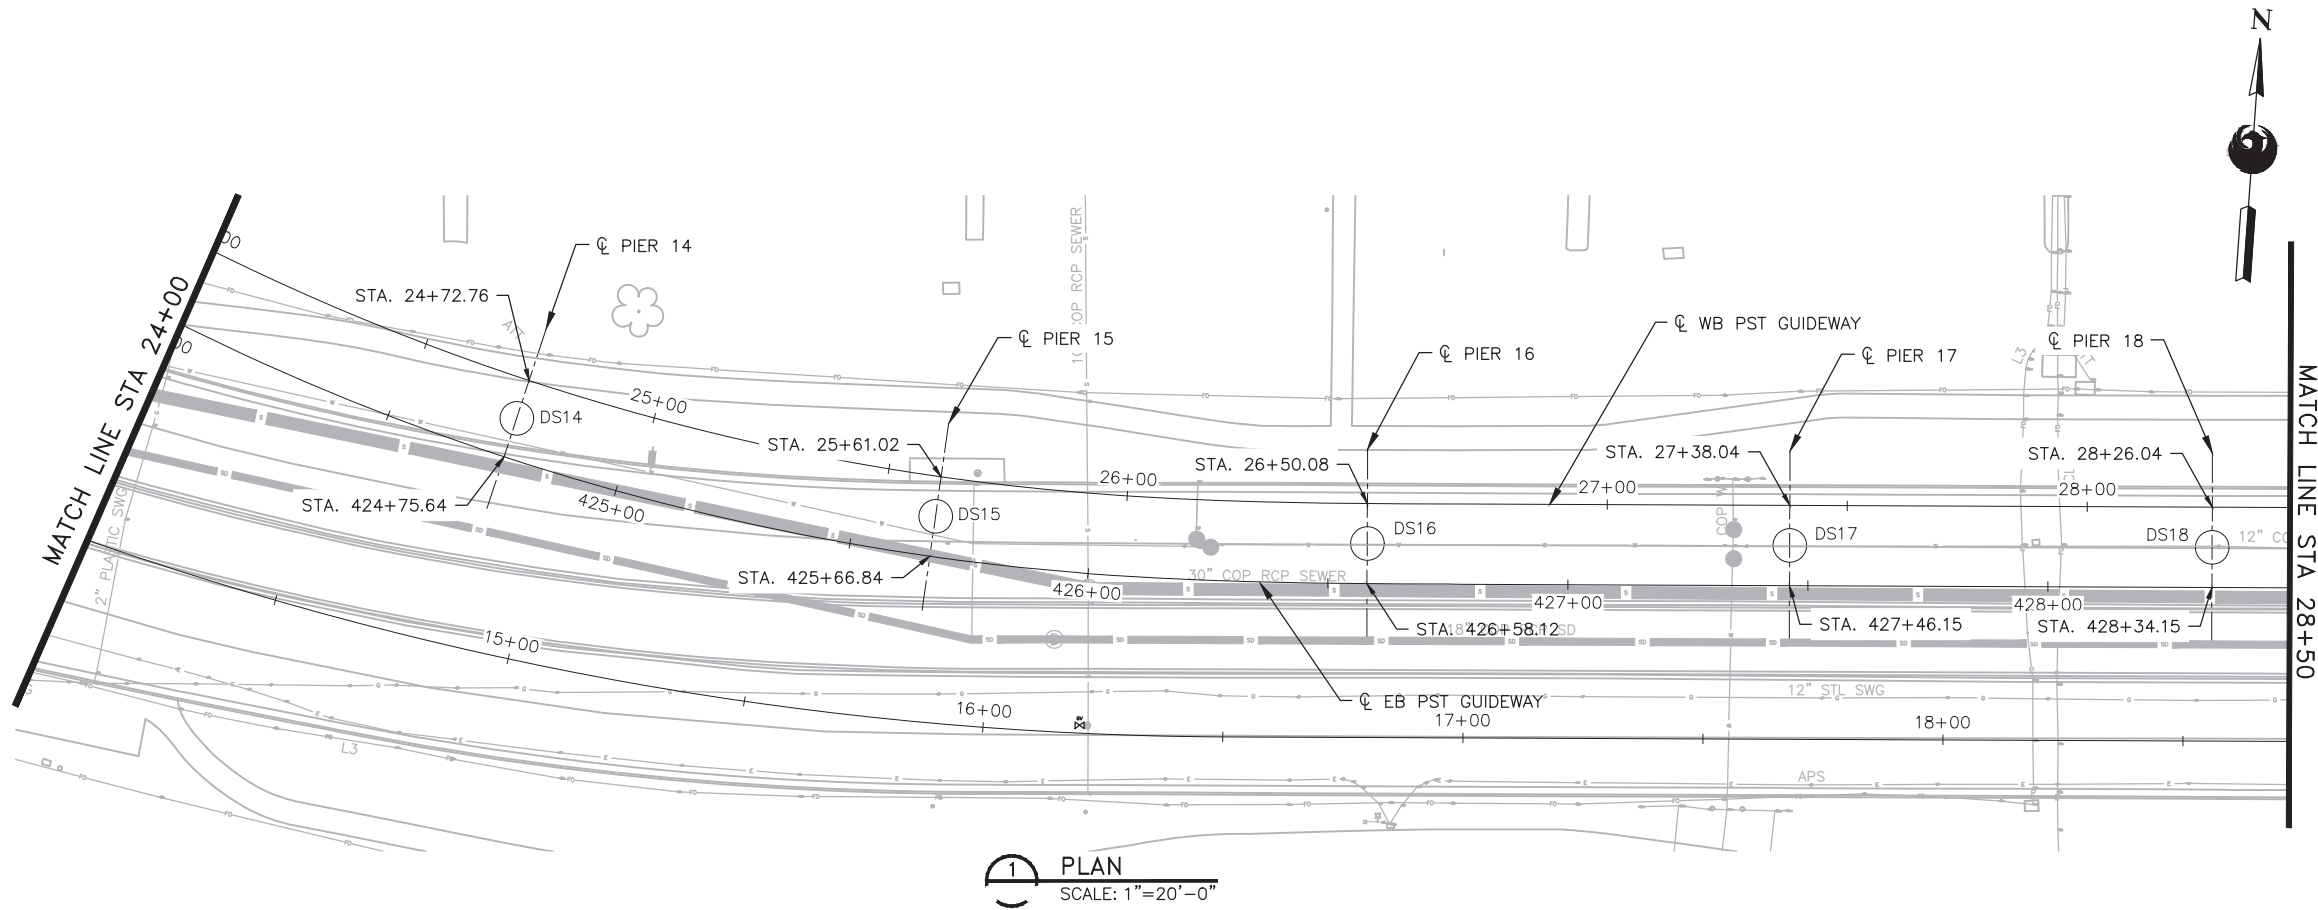 N
℄ PIER 14
STA. 24+72.76
DS14
STA. 424+75.64
℄ PIER 15
STA. 25+61.02
DS15
STA. 425+66.84
℄ PIER 16
STA. 26+50.08
DS16
STA. 426+58.12
℄ WB PST GUIDEWAY
℄ PIER 17
STA. 27+38.04
DS17
STA. 427+46.15
℄ PIER 18
STA. 28+26.04
DS18
STA. 428+34.15
℄ EB PST GUIDEWAY
MATCH LINE STA 24+00
MATCH LINE STA 28+50
00
00
25+00
26+00
27+00
28+00
425+00
426+00
427+00
428+00
15+00
16+00
17+00
18+00
2" PLASTIC SWG
COP RCP SEWER
30" COP RCP SEWER
12" STL SWG
12" CO
COP W
APS
L3
L3
1
PLAN
SCALE: 1"=20'-0"